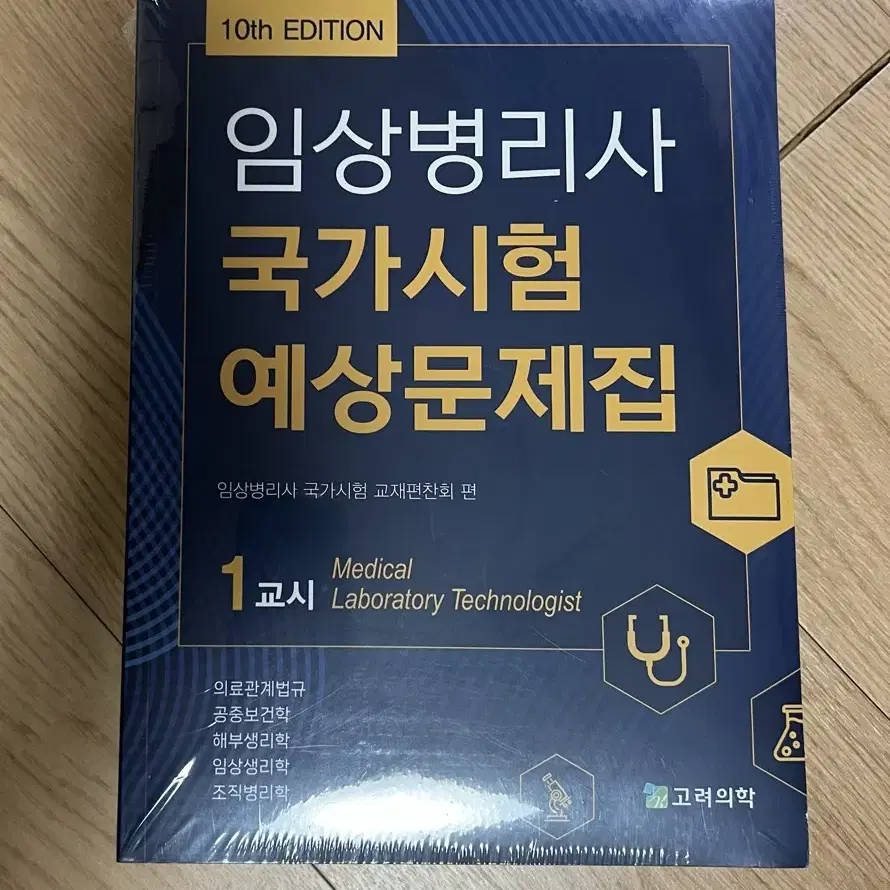 10th EDITION
임상병리사
국가시험
예상문제집
임상병리사 국가시험 교재편찬회 편
1교시
Medical
Laboratory Technologist
의료관계법규
공중보건학
해부생리학
임상생리학
조직병리학
고려의학